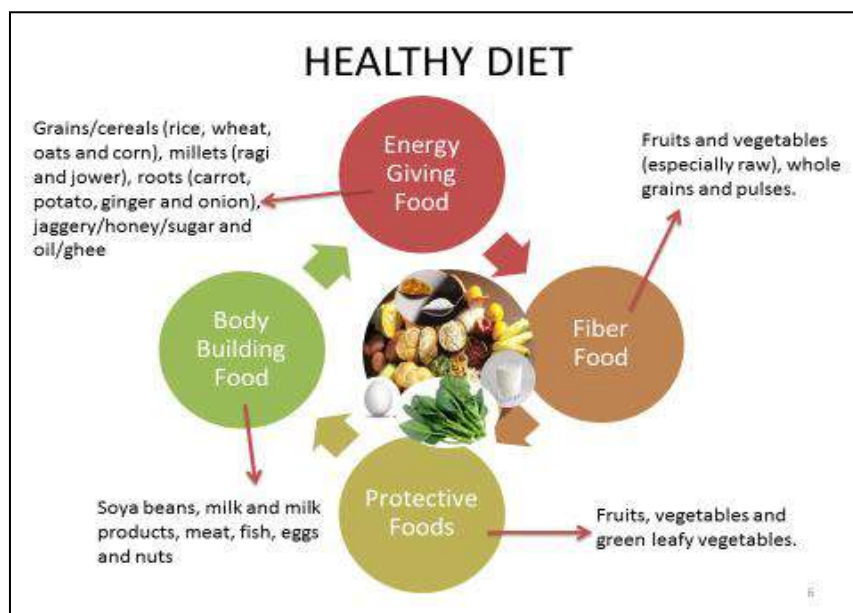 HEALTHY DIET
Grains/cereals (rice, wheat,
oats and corn), millets (ragi
and jower), roots (carrot,
potato, ginger and onion),
jaggery/honey/sugar and
oil/ghee
Energy
Giving
Food
Fruits and vegetables
(especially raw), whole
grains and pulses.
Body
Building
Food
Fiber
Food
Soya beans, milk and milk
products, meat, fish, eggs
and nuts
Protective
Foods
Fruits, vegetables and
green leafy vegetables.